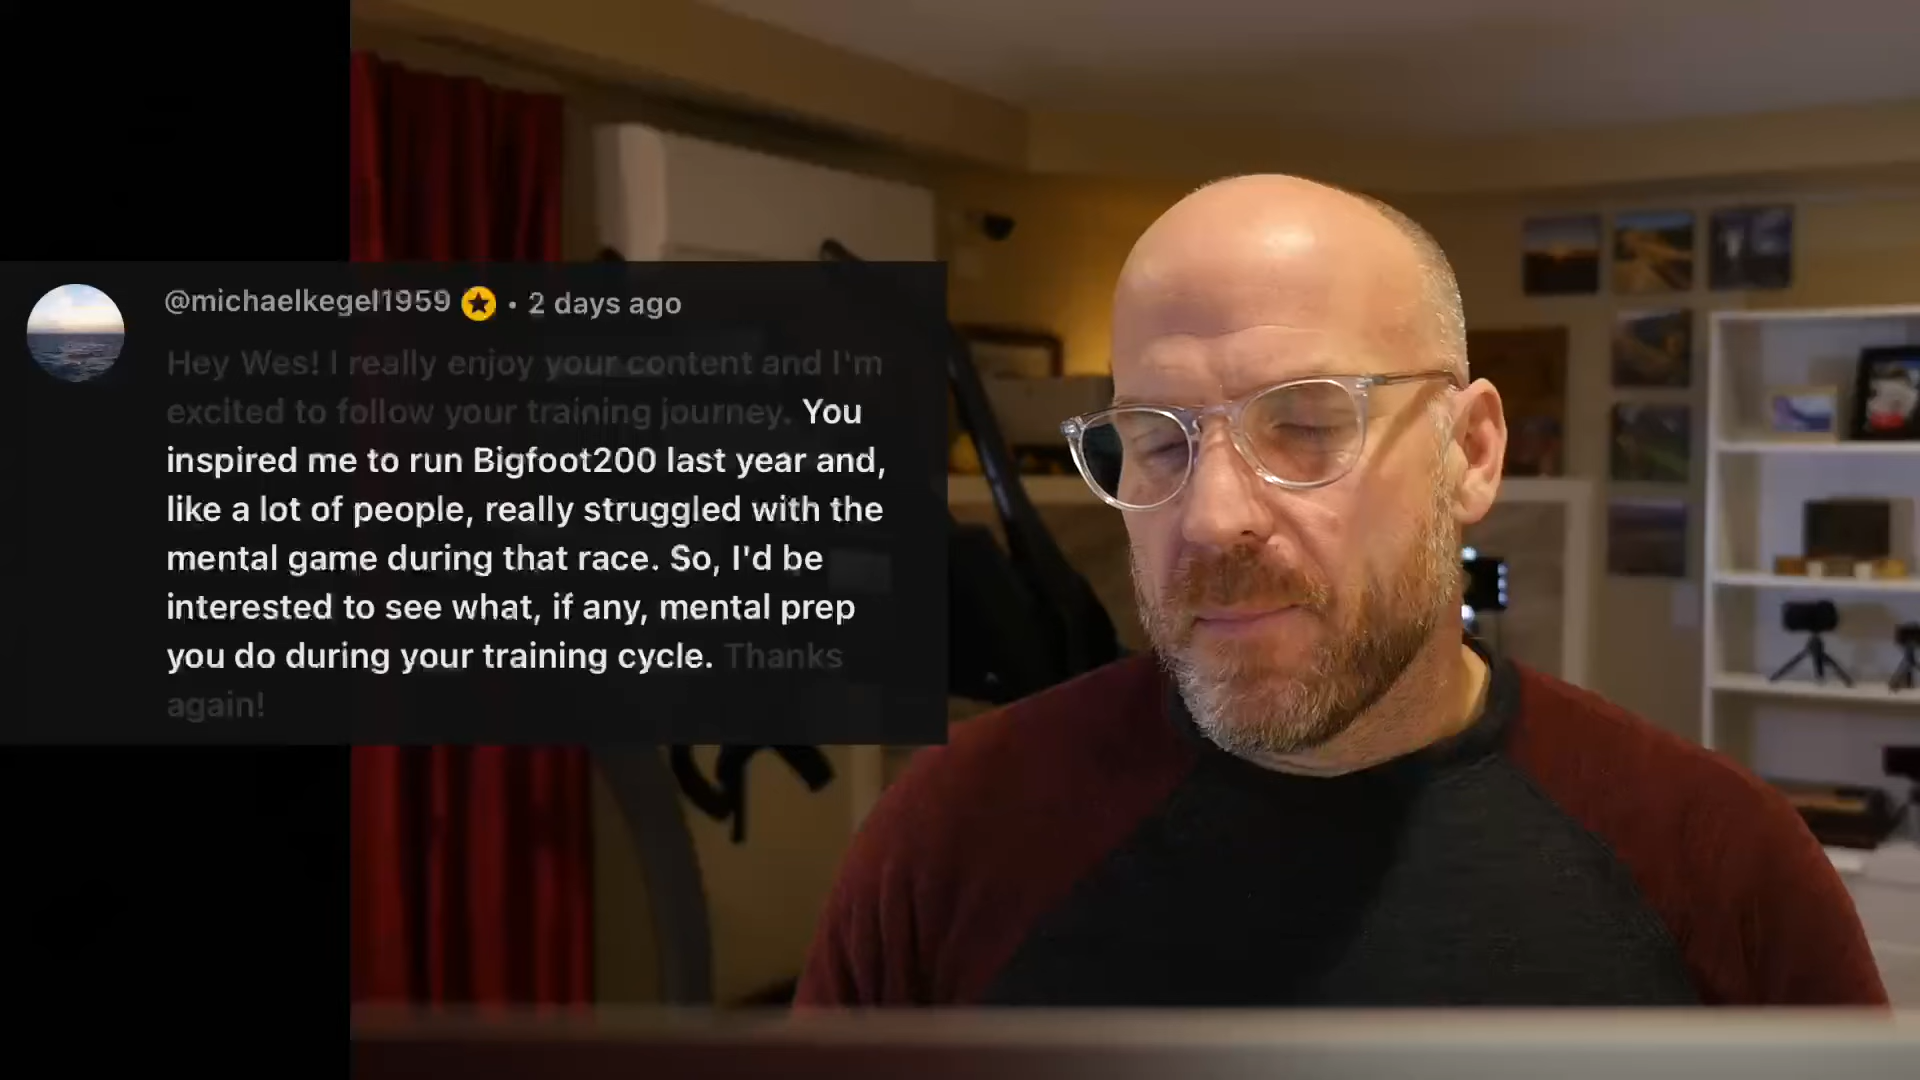 @michaelkegel1959 · 2 days ago
Hey Wes! I really enjoy your content and I'm
excited to follow your training journey. You
inspired me to run Bigfoot200 last year and,
like a lot of people, really struggled with the
mental game during that race. So, I'd be
interested to see what, if any, mental prep
you do during your training cycle. Thanks
again!